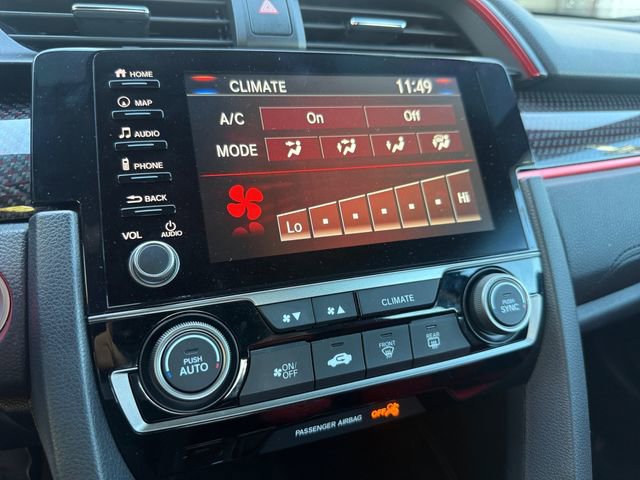 HOME
MAP
AUDIO
PHONE
BACK
VOL
AUDIO
CLIMATE 11:49
A/C On Off
MODE
Lo Hi
CLIMATE
PUSH
AUTO
ON/
OFF
FRONT
REAR
PUSH
SYNC
PASSENGER AIRBAG OFF